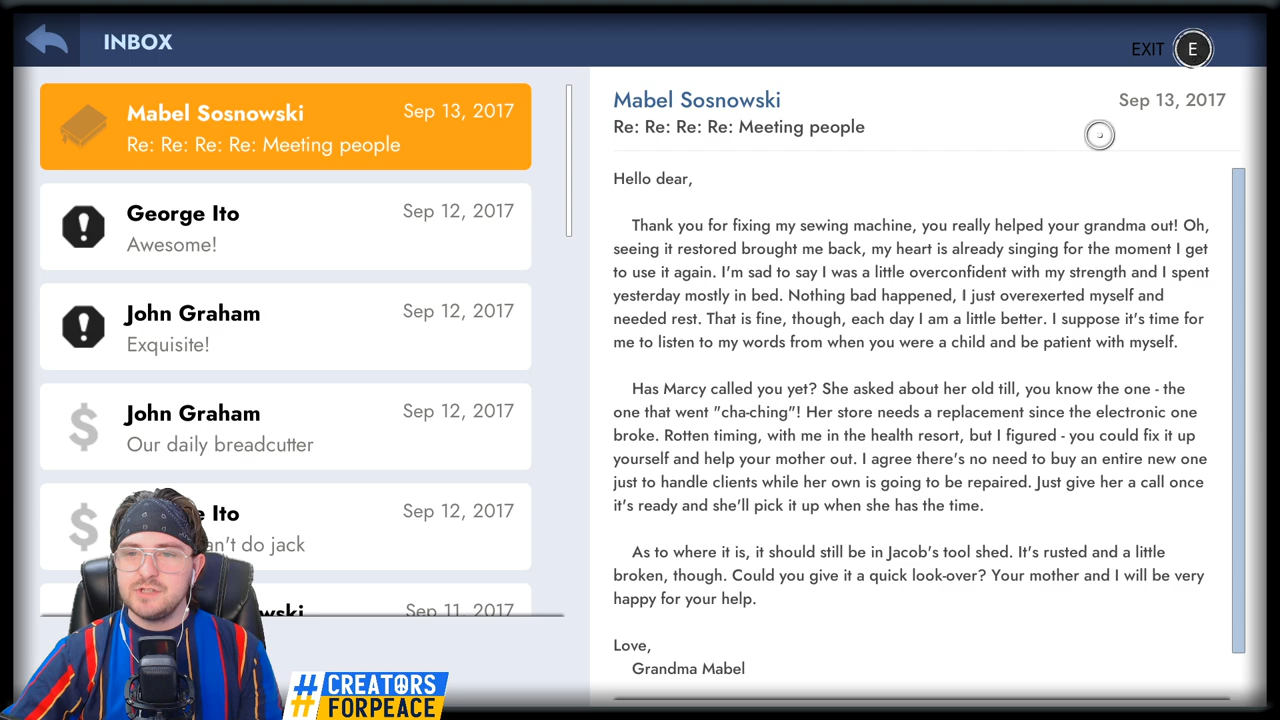 INBOX
EXIT E
Mabel Sosnowski Sep 13, 2017
Re: Re: Re: Re: Meeting people
George Ito Sep 12, 2017
Awesome!
John Graham Sep 12, 2017
Exquisite!
John Graham Sep 12, 2017
$
Our daily breadcutter
e Ito Sep 12, 2017
$
an't do jack
wski Sep 11, 2017
Mabel Sosnowski Sep 13, 2017
Re: Re: Re: Re: Meeting people
Hello dear,
Thank you for fixing my sewing machine, you really helped your grandma out! Oh,
seeing it restored brought me back, my heart is already singing for the moment I get
to use it again. I'm sad to say I was a little overconfident with my strength and I spent
yesterday mostly in bed. Nothing bad happened, I just overexerted myself and
needed rest. That is fine, though, each day I am a little better. I suppose it's time for
me to listen to my words from when you were a child and be patient with myself.
Has Marcy called you yet? She asked about her old till, you know the one - the
one that went "cha-ching"! Her store needs a replacement since the electronic one
broke. Rotten timing, with me in the health resort, but I figured - you could fix it up
yourself and help your mother out. I agree there's no need to buy an entire new one
just to handle clients while her own is going to be repaired. Just give her a call once
it's ready and she'll pick it up when she has the time.
As to where it is, it should still be in Jacob's tool shed. It's rusted and a little
broken, though. Could you give it a quick look-over? Your mother and I will be very
happy for your help.
Love,
Grandma Mabel
#CREATORS
FORPEACE